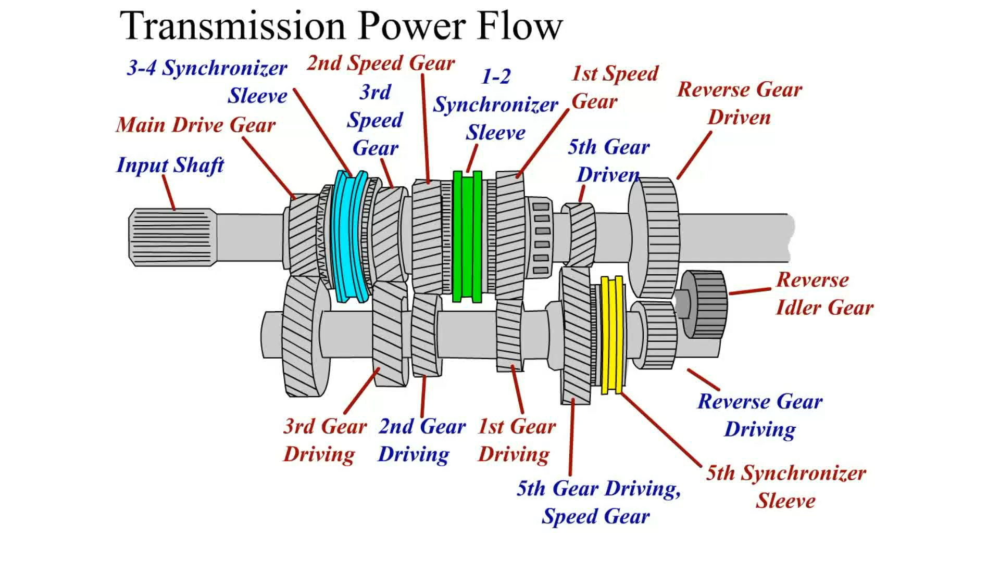 Transmission Power Flow
3-4 Synchronizer
Sleeve
2nd Speed Gear
3rd
Speed
Gear
1-2
Synchronizer
Sleeve
1st Speed
Gear
Reverse Gear
Driven
Main Drive Gear
Input Shaft
5th Gear
Driven
Reverse
Idler Gear
Reverse Gear
Driving
3rd Gear
Driving
2nd Gear
Driving
1st Gear
Driving
5th Gear Driving,
Speed Gear
5th Synchronizer
Sleeve